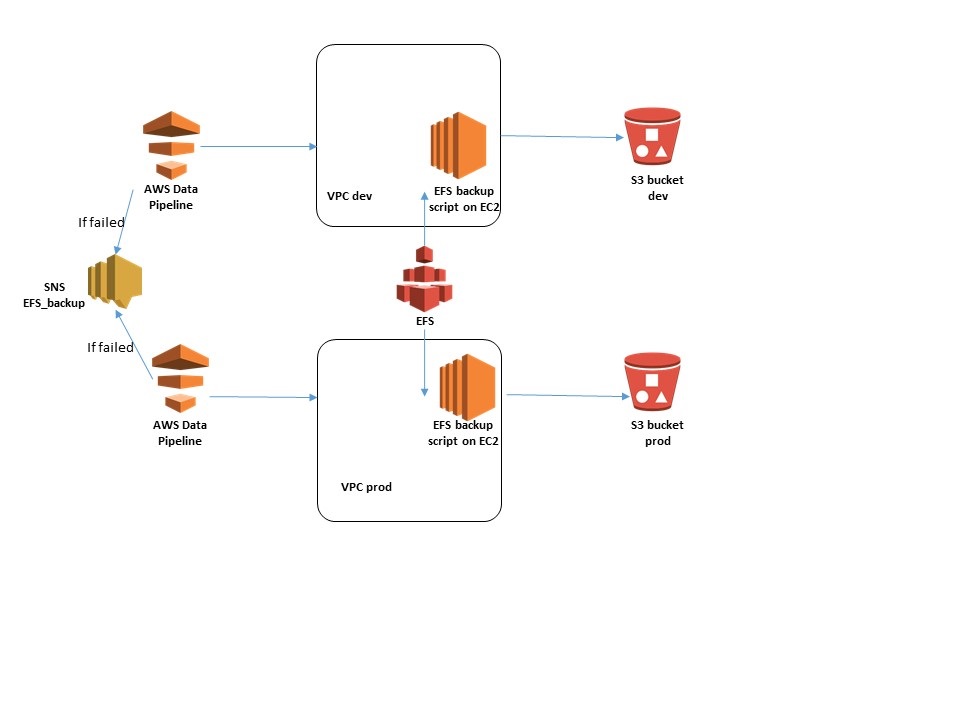 AWS Data
Pipeline
VPC dev
EFS backup
script on EC2
S3 bucket
dev
If failed
SNS
EFS_backup
EFS
If failed
AWS Data
Pipeline
EFS backup
script on EC2
VPC prod
S3 bucket
prod